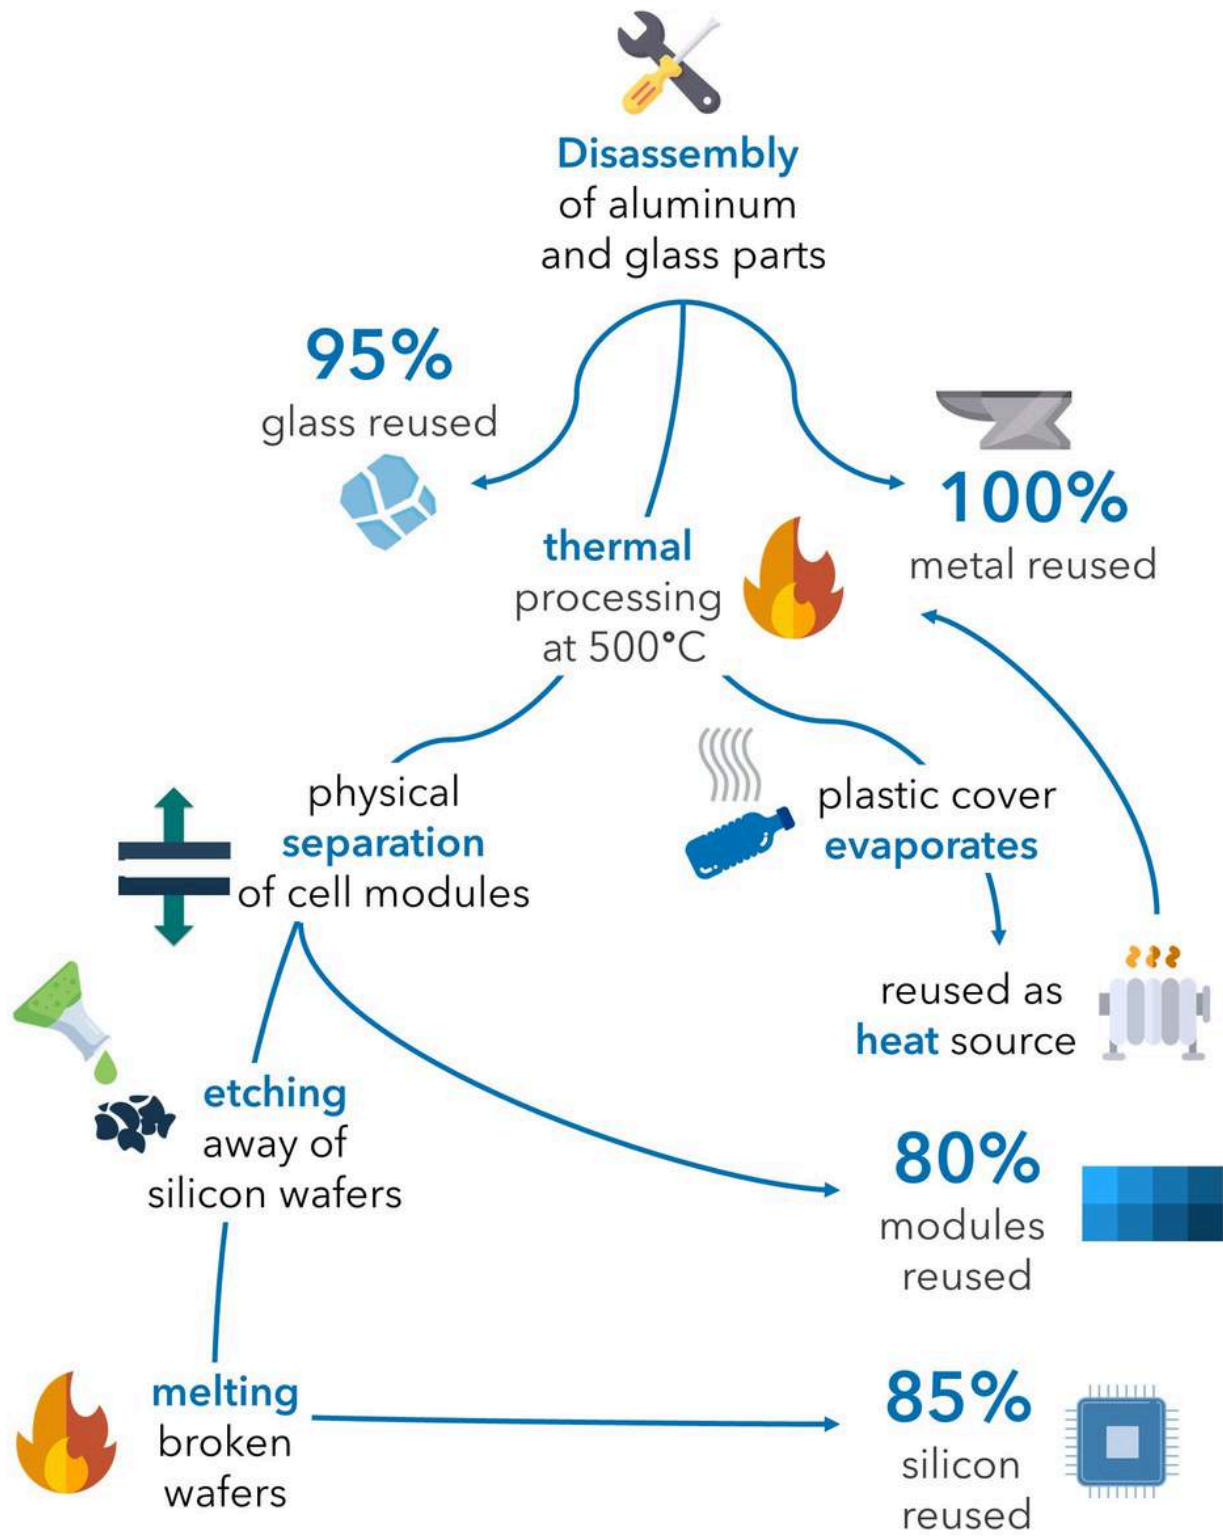 Disassembly
of aluminum
and glass parts
95%
glass reused
100%
metal reused
thermal
processing
at 500°C
physical
separation
of cell modules
plastic cover
evaporates
reused as
heat source
etching
away of
silicon wafers
80%
modules
reused
melting
broken
wafers
85%
silicon
reused